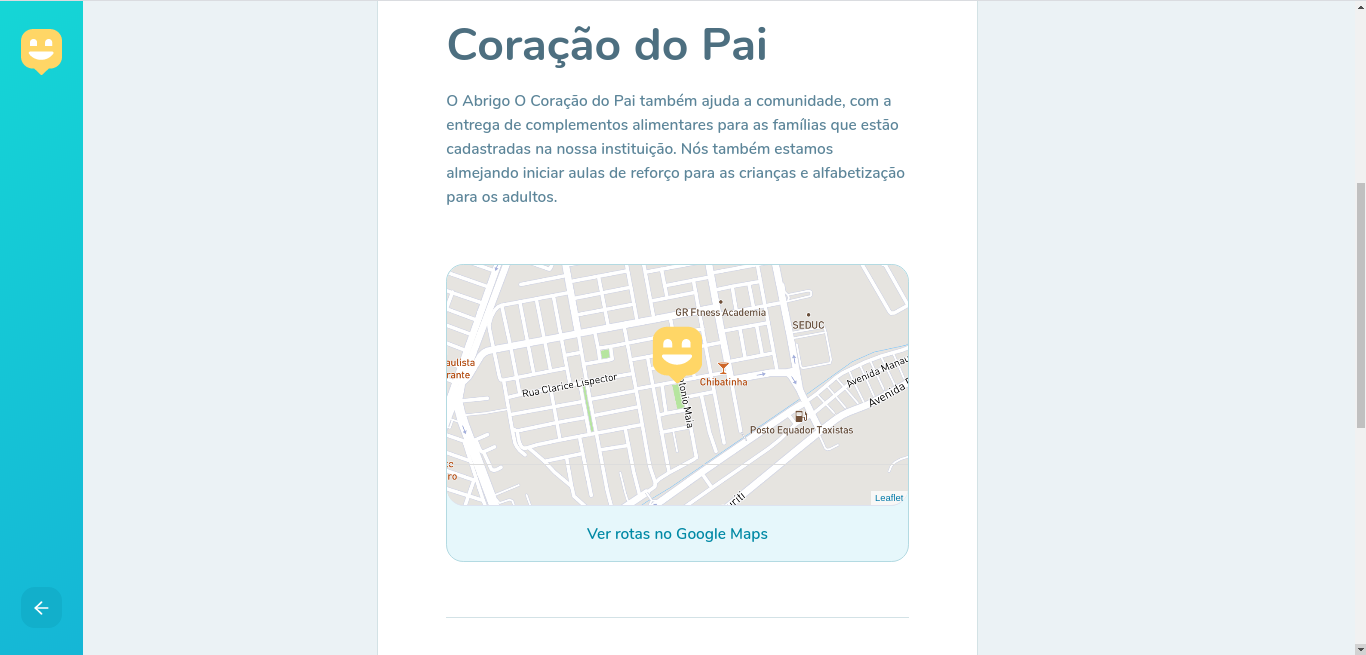 Coração do Pai
O Abrigo O Coração do Pai também ajuda a comunidade, com a
entrega de complementos alimentares para as famílias que estão
cadastradas na nossa instituição. Nós também estamos
almejando iniciar aulas de reforço para as crianças e alfabetização
para os adultos.
GR Ftness Academia
SEDUC
aulista
rante
Rua Clarice Lispector
Chibatinha
tonio Maia
Avenida Manau
Avenida
Posto Equador Taxistas
ro
uriti
Leaflet
Ver rotas no Google Maps